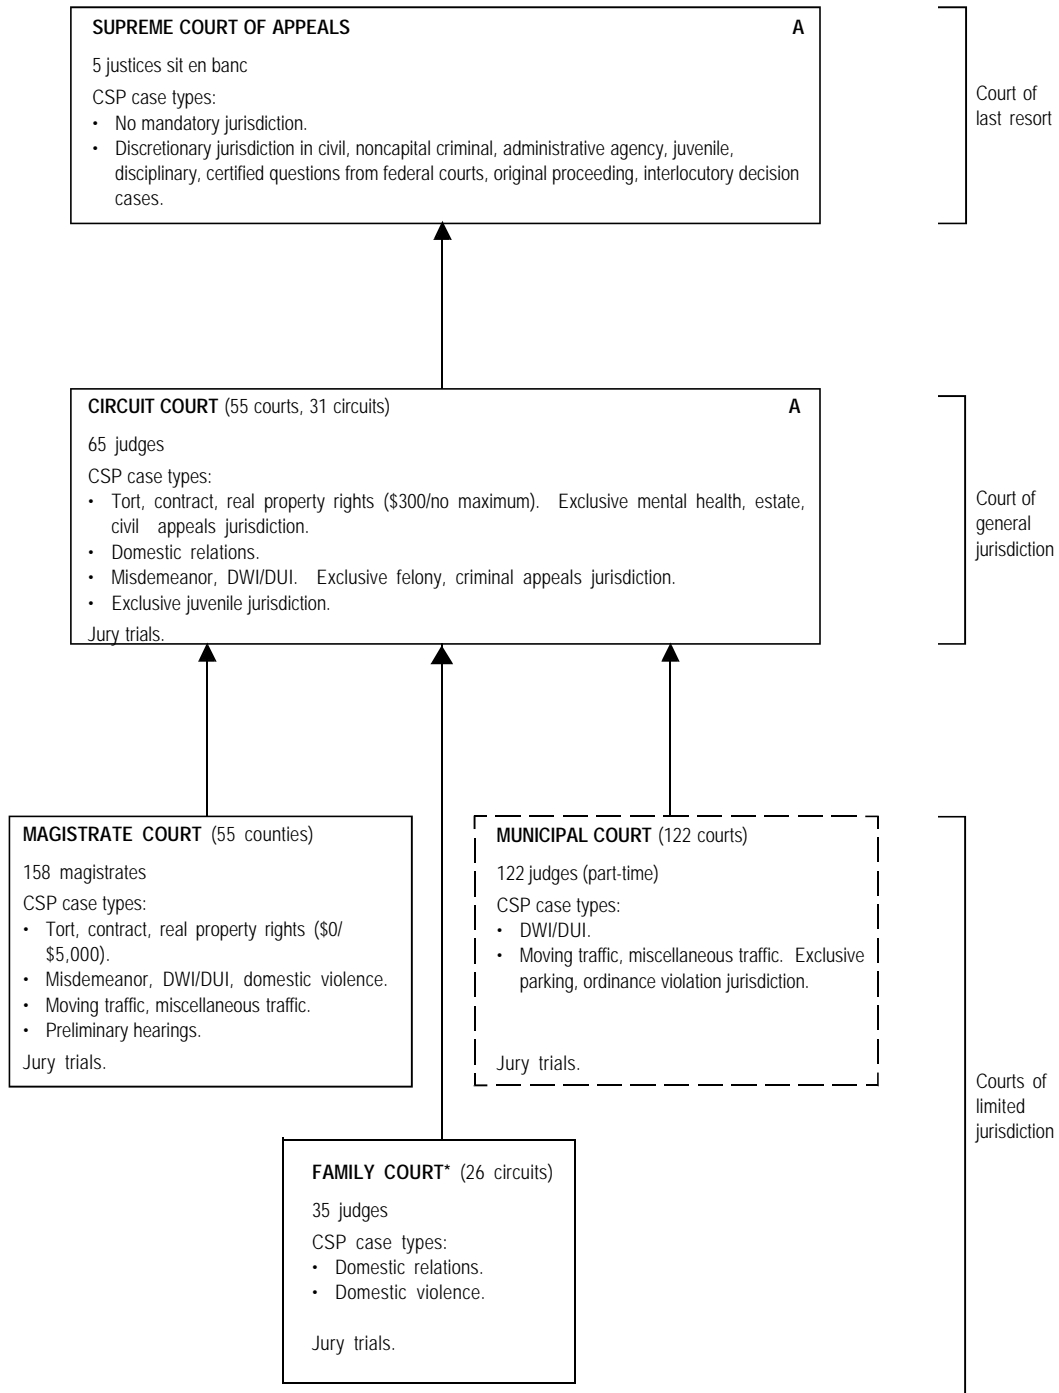 SUPREME COURT OF APPEALS A
5 justices sit en banc
CSP case types:
• No mandatory jurisdiction.
• Discretionary jurisdiction in civil, noncapital criminal, administrative agency, juvenile,
disciplinary, certified questions from federal courts, original proceeding, interlocutory decision
cases.
Court of
last resort
CIRCUIT COURT (55 courts, 31 circuits) A
65 judges
CSP case types:
• Tort, contract, real property rights ($300/no maximum). Exclusive mental health, estate,
civil appeals jurisdiction.
• Domestic relations.
• Misdemeanor, DWI/DUI. Exclusive felony, criminal appeals jurisdiction.
• Exclusive juvenile jurisdiction.
Jury trials.
Court of
general
jurisdiction
MAGISTRATE COURT (55 counties)
158 magistrates
CSP case types:
• Tort, contract, real property rights ($0/
$5,000).
• Misdemeanor, DWI/DUI, domestic violence.
• Moving traffic, miscellaneous traffic.
• Preliminary hearings.
Jury trials.
MUNICIPAL COURT (122 courts)
122 judges (part-time)
CSP case types:
• DWI/DUI.
• Moving traffic, miscellaneous traffic. Exclusive
parking, ordinance violation jurisdiction.
Jury trials.
Courts of
limited
jurisdiction
FAMILY COURT* (26 circuits)
35 judges
CSP case types:
• Domestic relations.
• Domestic violence.
Jury trials.